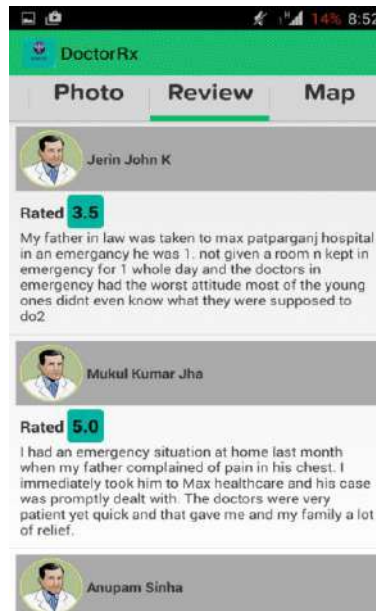 14% 8:52
DoctorRx
Photo Review Map
Jerin John K
Rated 3.5
My father in law was taken to max patparganj hospital
in an emergancy he was 1. not given a room n kept in
emergency for 1 whole day and the doctors in
emergency had the worst attitude most of the young
ones didnt even know what they were supposed to
do2
Mukul Kumar Jha
Rated 5.0
I had an emergency situation at home last month
when my father complained of pain in his chest. I
immediately took him to Max healthcare and his case
was promptly dealt with. The doctors were very
patient yet quick and that gave me and my family a lot
of relief.
Anupam Sinha